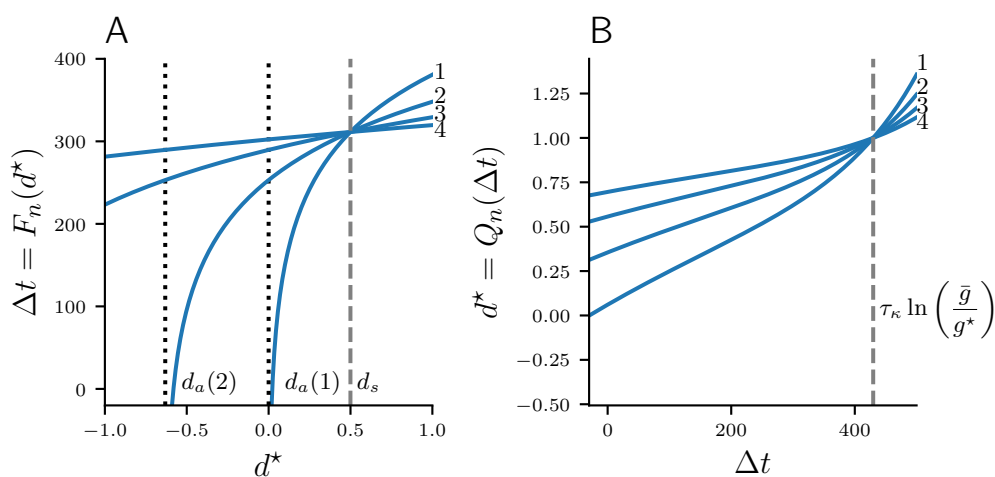 A
Δt = F_n(d⋆)
400
300
200
100
0
1
2
3
4
d_a(2)
d_a(1)
d_s
−1.0
−0.5
0.0
0.5
1.0
d⋆
B
d⋆ = Q_n(Δt)
1.25
1.00
0.75
0.50
0.25
0.00
−0.25
−0.50
1
2
3
4
τ_κ ln(ḡ/g⋆)
0
200
400
Δt